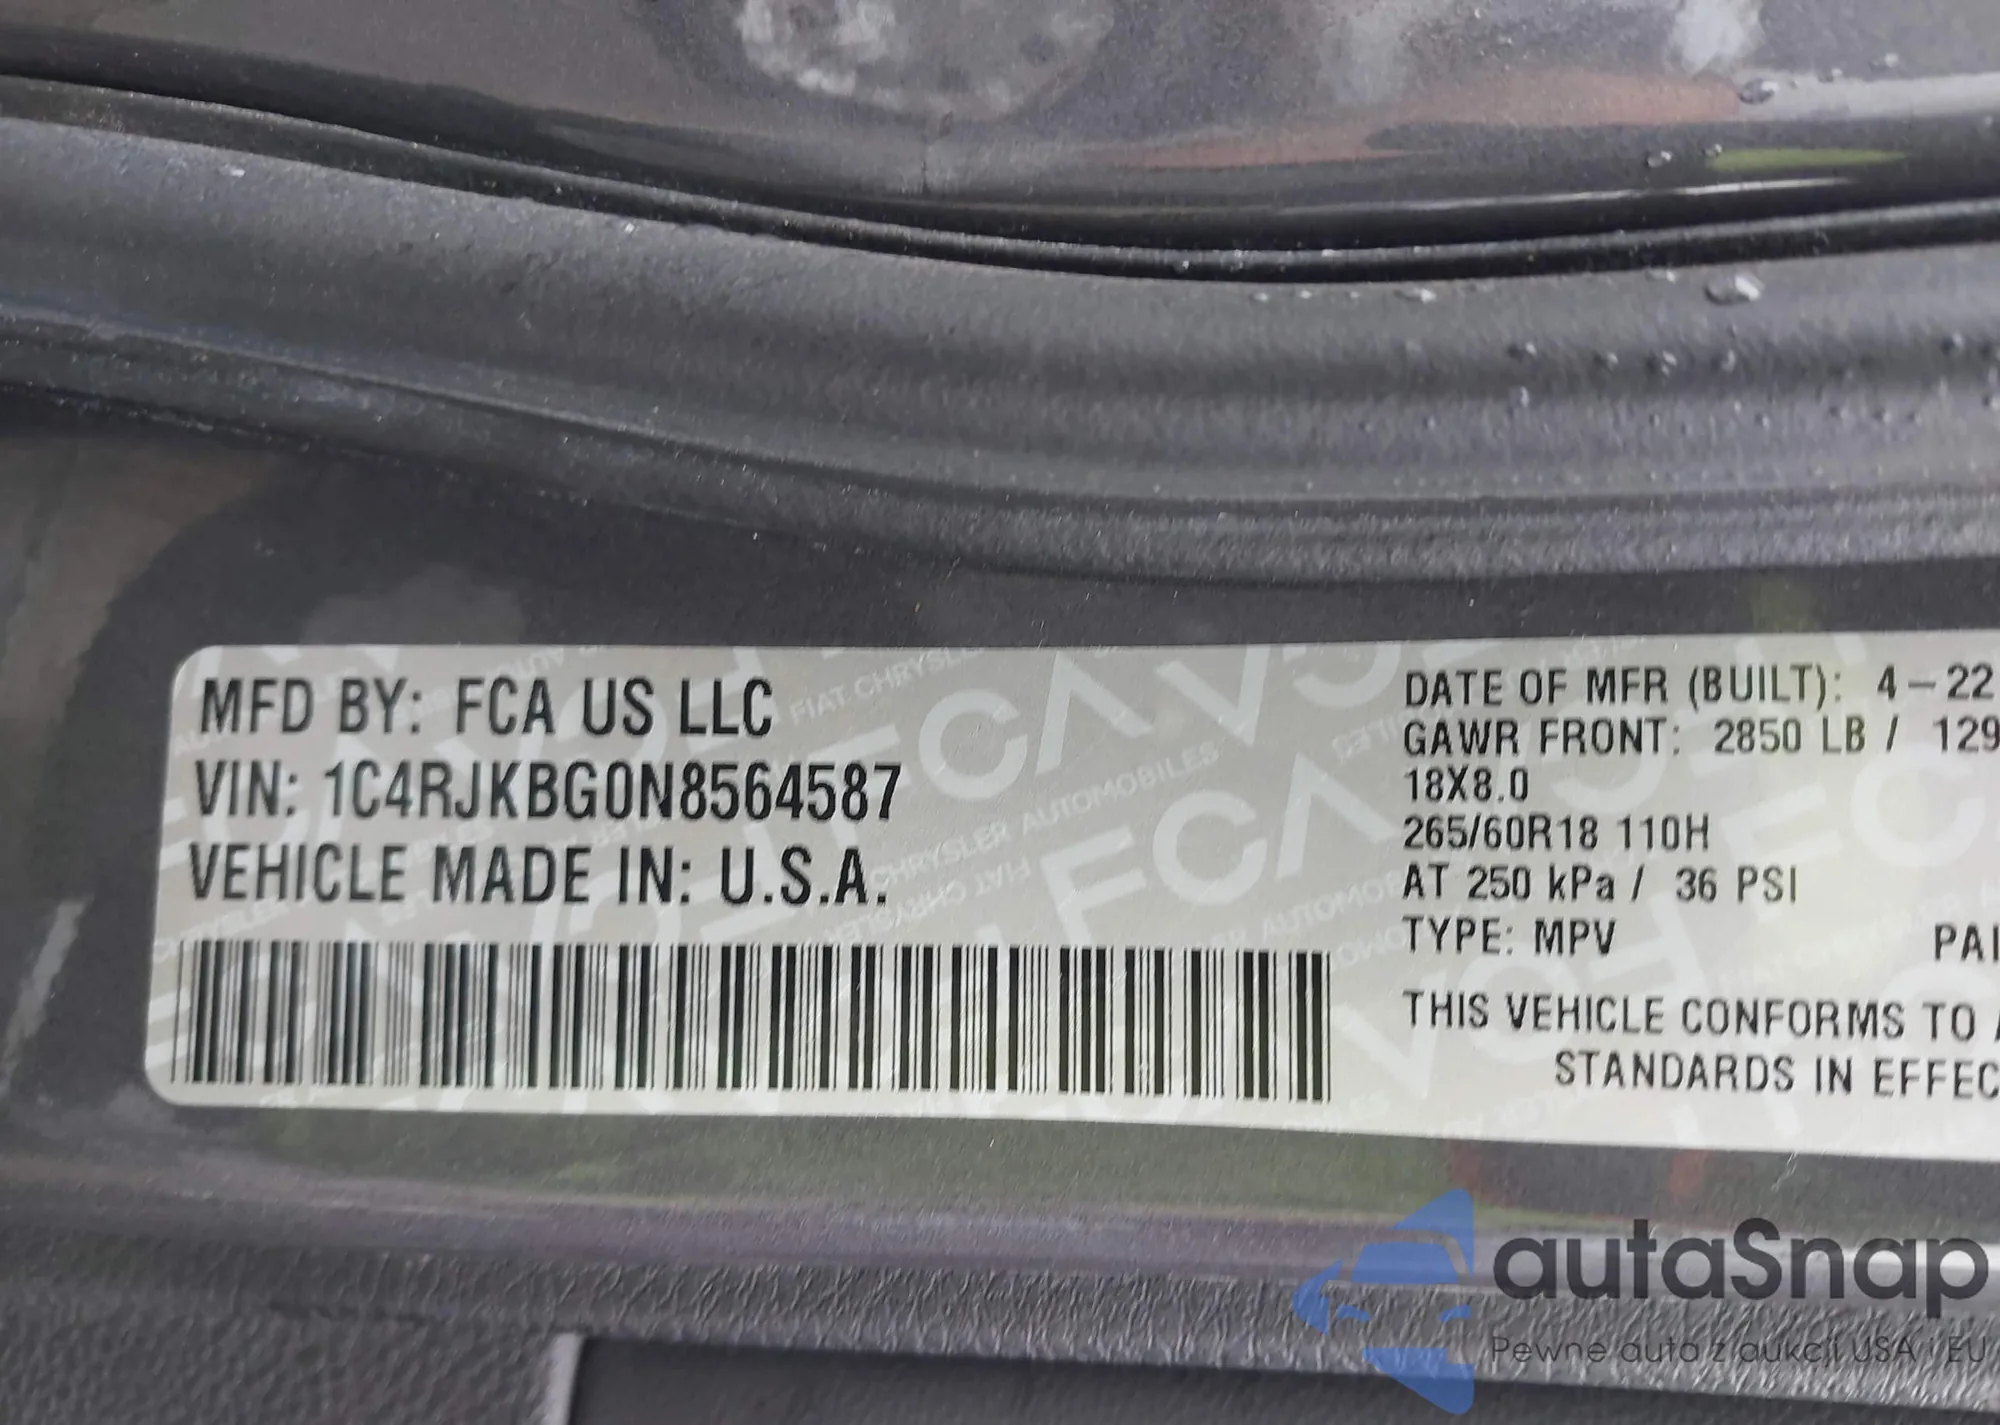 MFD BY: FCA US LLC
VIN: 1C4RJKBG0N8564587
VEHICLE MADE IN: U.S.A.
DATE OF MFR (BUILT): 4-22
GAWR FRONT: 2850 LB / 129
18X8.0
265/60R18 110H
AT 250 kPa / 36 PSI
TYPE: MPV PAI
THIS VEHICLE CONFORMS TO A
STANDARDS IN EFFEC
autaSnap
Pewne auta z aukcji USA i EU